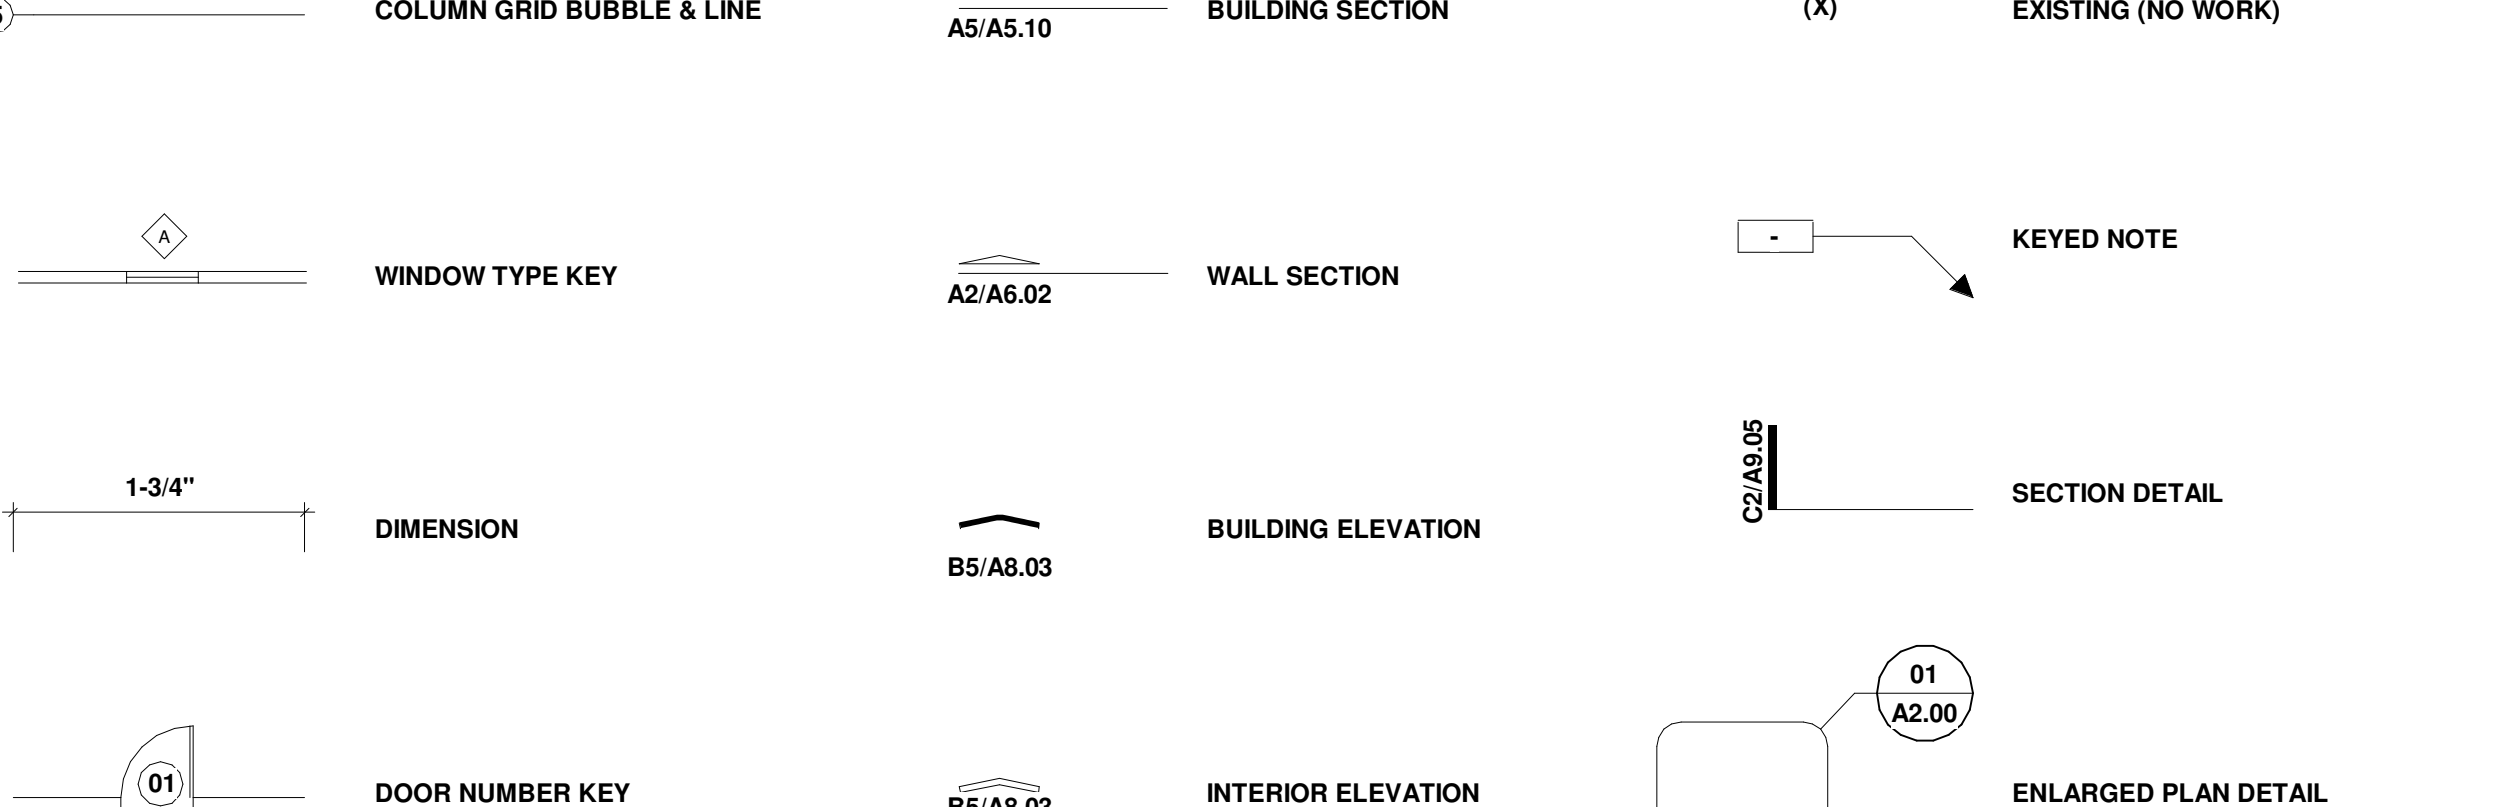 COLUMN GRID BUBBLE & LINE
A5/A5.10
BUILDING SECTION
(X)
EXISTING (NO WORK)
A
WINDOW TYPE KEY
A2/A6.02
WALL SECTION
-
KEYED NOTE
1-3/4"
DIMENSION
B5/A8.03
BUILDING ELEVATION
C2/A9.05
SECTION DETAIL
01
DOOR NUMBER KEY
INTERIOR ELEVATION
01
A2.00
ENLARGED PLAN DETAIL